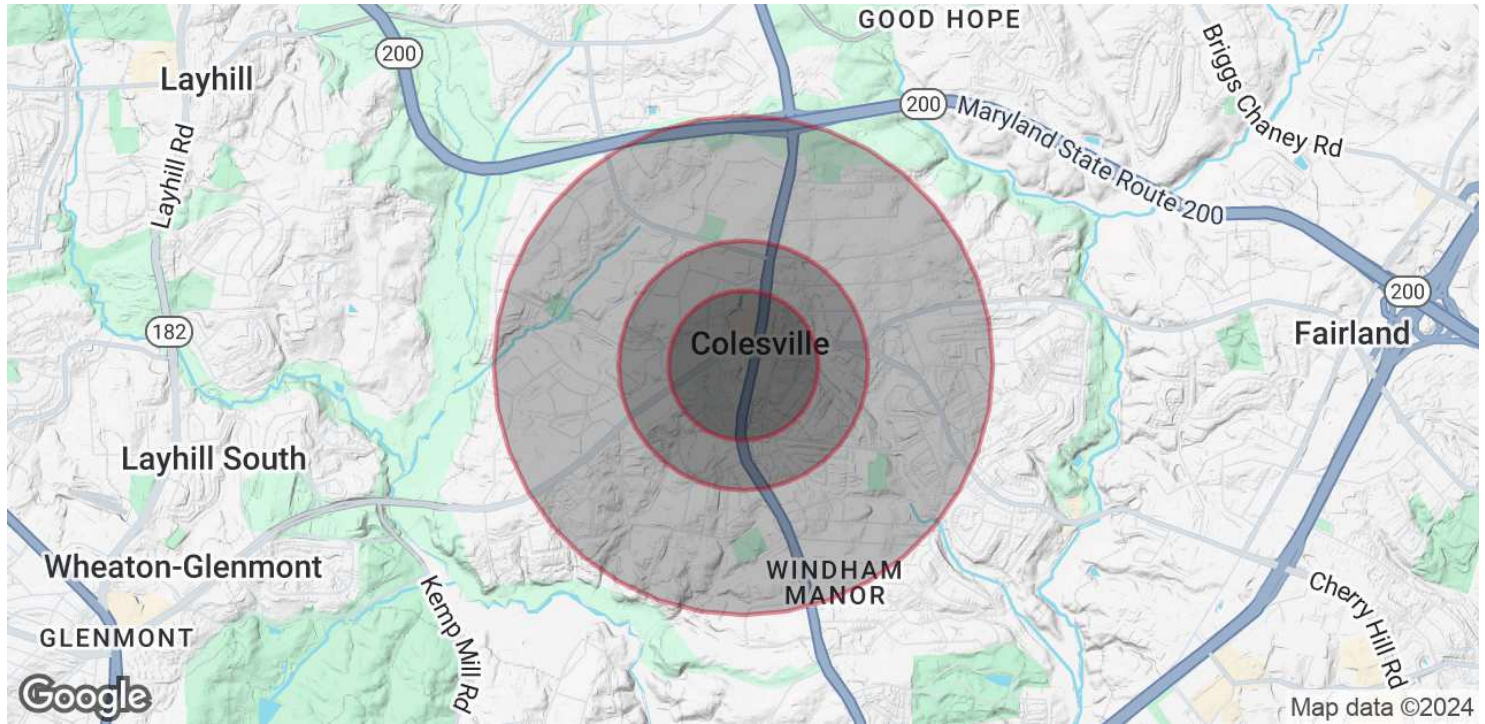 GOOD HOPE
200
Layhill
200
Briggs Chaney Rd
Maryland State Route 200
Layhill Rd
200
182
Fairland
Colesville
Layhill South
Wheaton-Glenmont
WINDHAM
MANOR
Kemp Mill Rd
Cherry Hill Rd
GLENMONT
Google
Map data ©2024